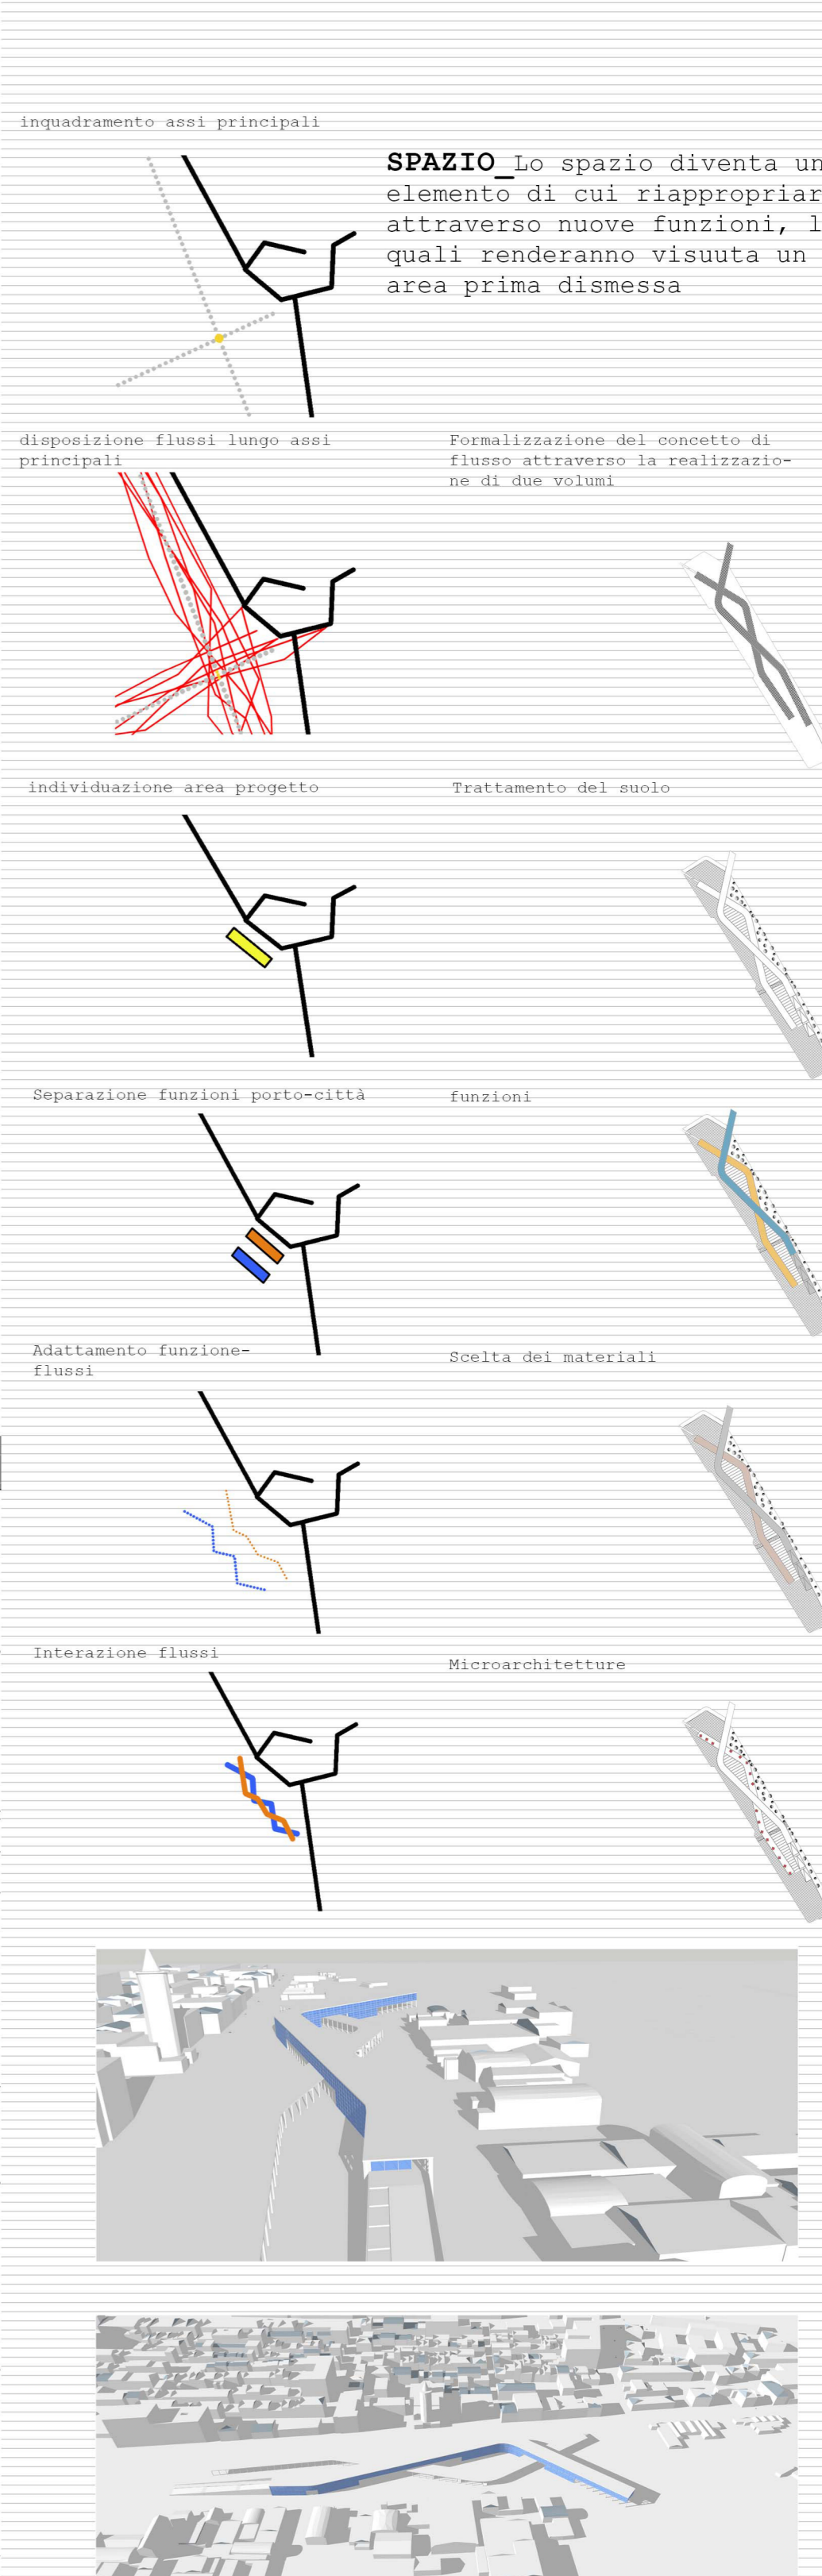 inquadramento assi principali
SPAZIO_Lo spazio diventa un
elemento di cui riappropriar
attraverso nuove funzioni, l
quali renderanno visuuta un
area prima dismessa
disposizione flussi lungo assi
principali
Formalizzazione del concetto di
flusso attraverso la realizzazio-
ne di due volumi
individuazione area progetto
Trattamento del suolo
Separazione funzioni porto-città
funzioni
Adattamento funzione-
flussi
Scelta dei materiali
Interazione flussi
Microarchitetture